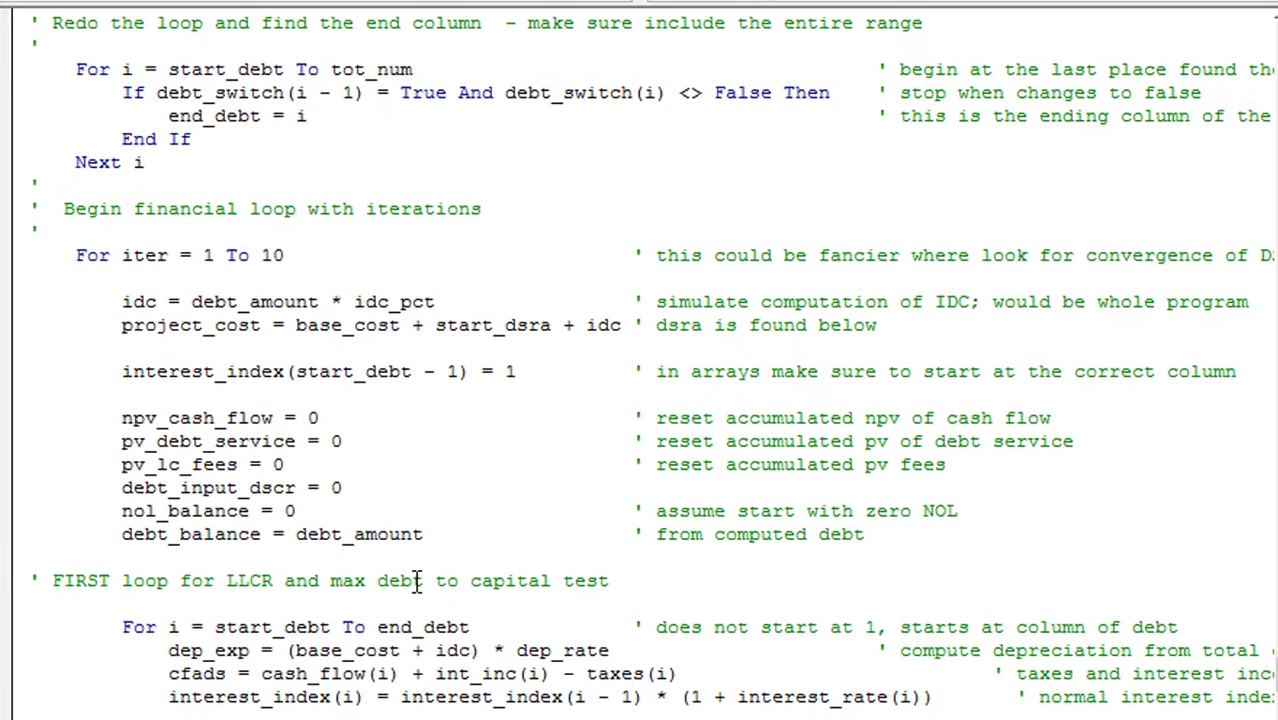 ' Redo the loop and find the end column  - make sure include the entire range
'
For i = start_debt To tot_num ' begin at the last place found
If debt_switch(i - 1) = True And debt_switch(i) <> False Then ' stop when changes to false
end_debt = i ' this is the ending column of the
End If
Next i
'
' Begin financial loop with iterations
'
For iter = 1 To 10 ' this could be fancier where look for convergence of
idc = debt_amount * idc_pct ' simulate computation of IDC; would be whole program
project_cost = base_cost + start_dsra + idc ' dsra is found below
interest_index(start_debt - 1) = 1 ' in arrays make sure to start at the correct column
npv_cash_flow = 0 ' reset accumulated npv of cash flow
pv_debt_service = 0 ' reset accumulated pv of debt service
pv_lc_fees = 0 ' reset accumulated pv fees
debt_input_dscr = 0
nol_balance = 0 ' assume start with zero NOL
debt_balance = debt_amount ' from computed debt
' FIRST loop for LLCR and max debt to capital test
For i = start_debt To end_debt ' does not start at 1, starts at column of debt
dep_exp = (base_cost + idc) * dep_rate ' compute depreciation from total
cfads = cash_flow(i) + int_inc(i) - taxes(i) ' taxes and interest
interest_index(i) = interest_index(i - 1) * (1 + interest_rate(i)) ' normal interest